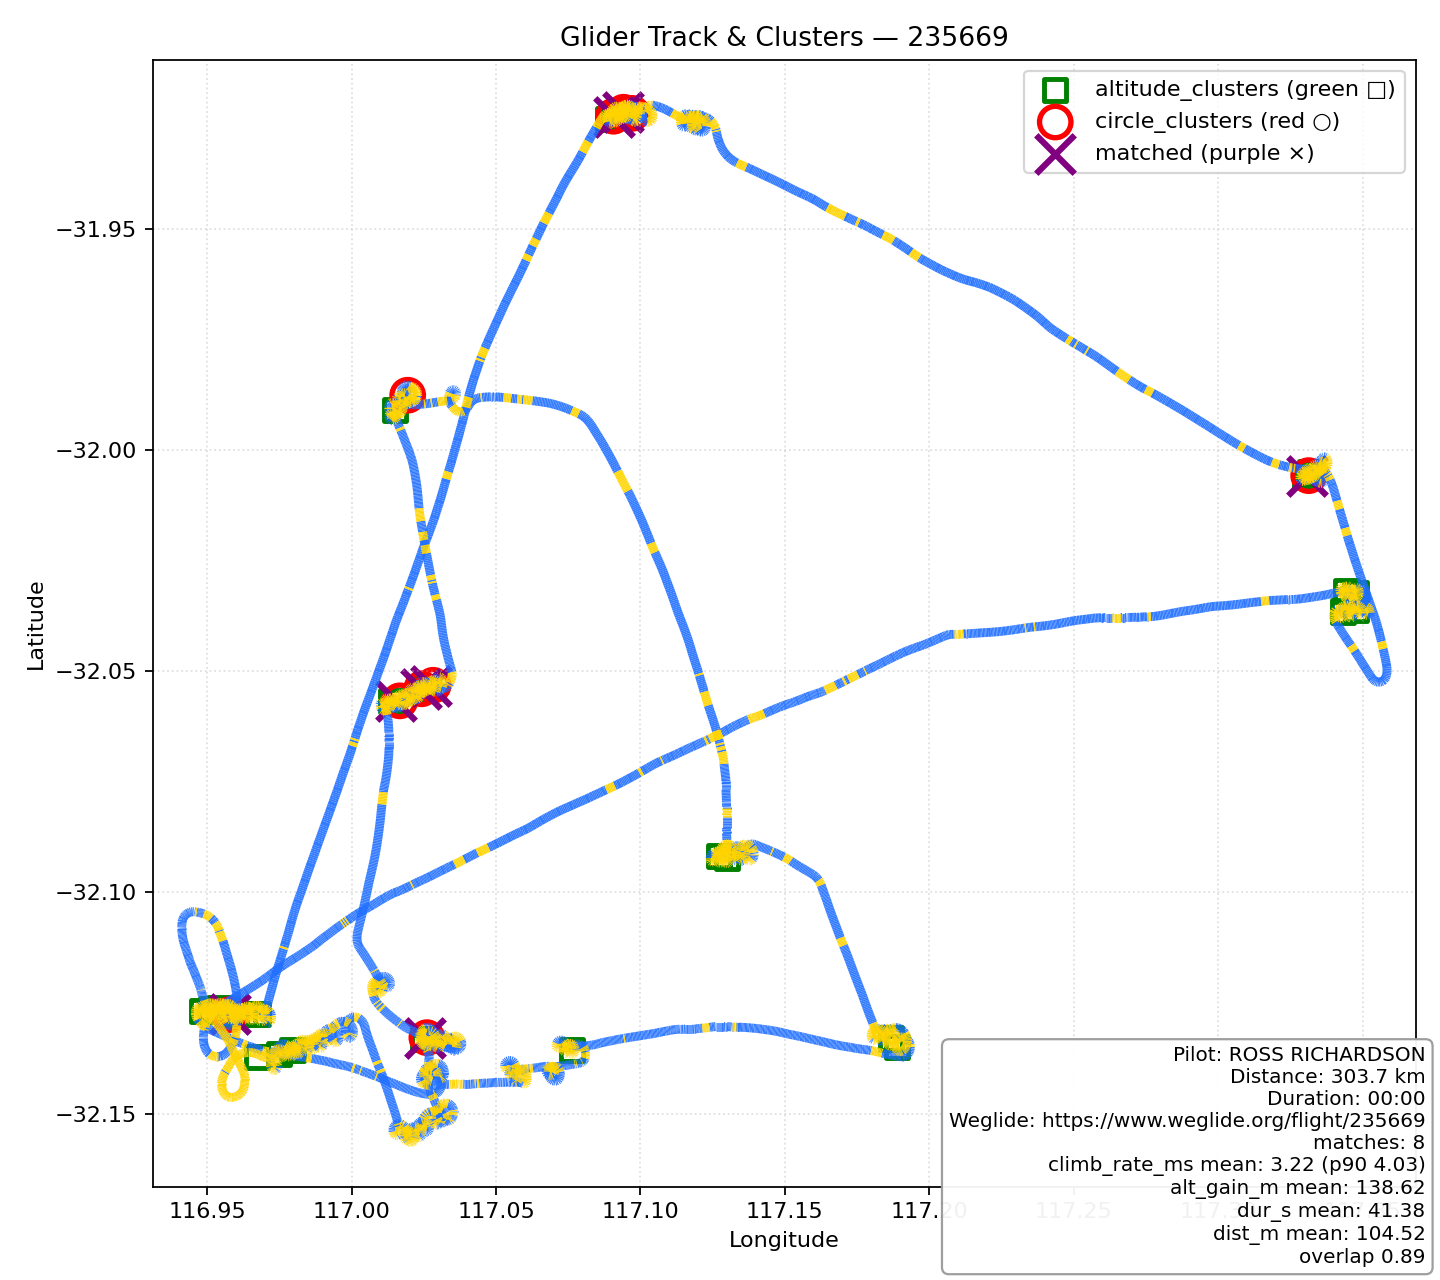 Glider Track & Clusters — 235669
altitude_clusters (green □)
circle_clusters (red ○)
matched (purple ×)
Latitude
−31.95
−32.00
−32.05
−32.10
−32.15
116.95 117.00 117.05 117.10 117.15 117.20 117.25
Longitude
Pilot: ROSS RICHARDSON
Distance: 303.7 km
Duration: 00:00
Weglide: https://www.weglide.org/flight/235669
matches: 8
climb_rate_ms mean: 3.22 (p90 4.03)
alt_gain_m mean: 138.62
dur_s mean: 41.38
dist_m mean: 104.52
overlap 0.89